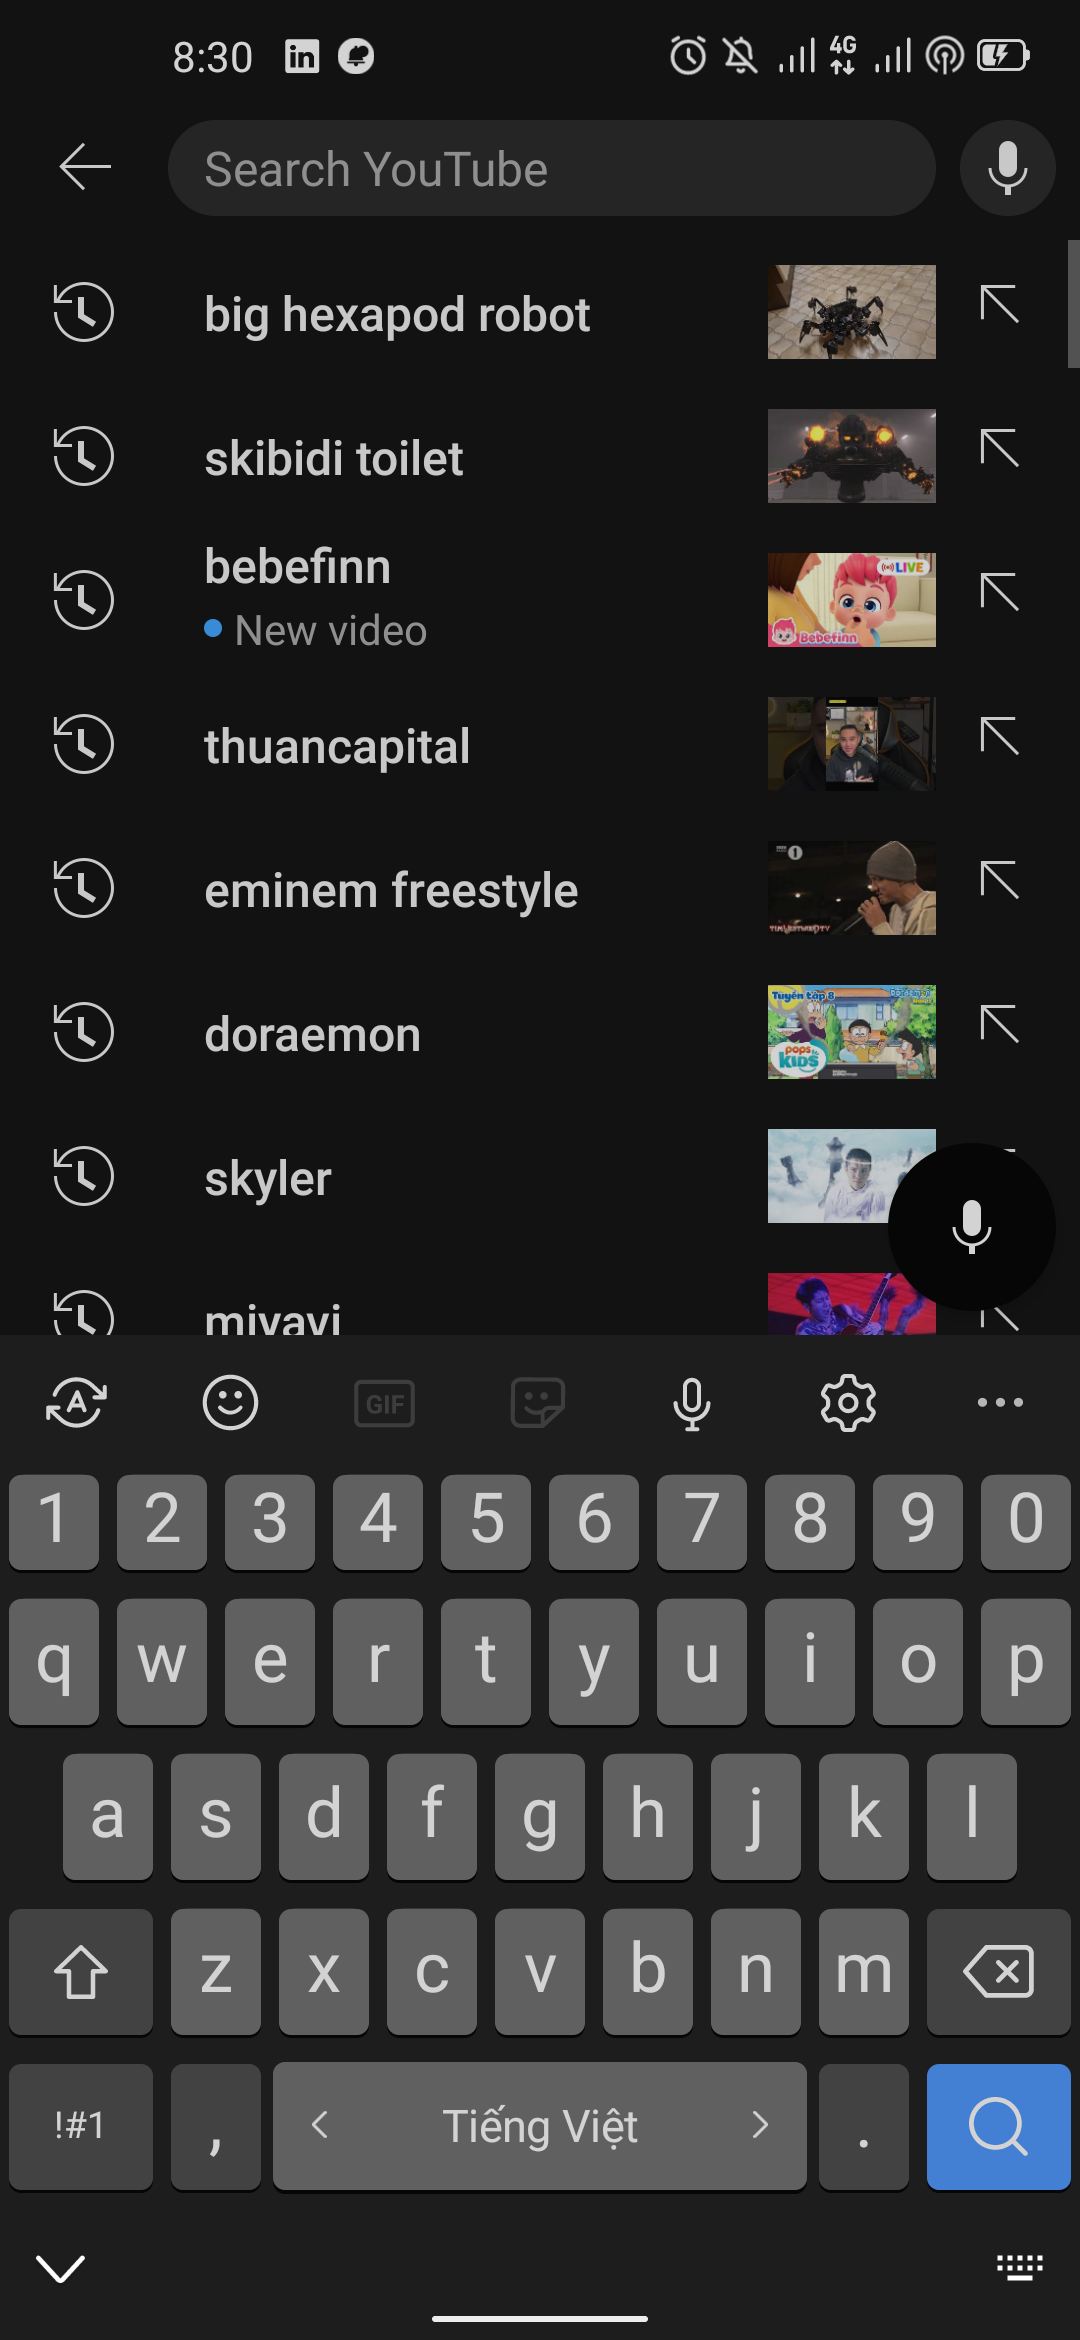 8:30
4G
Search YouTube
big hexapod robot
skibidi toilet
bebefinn
New video
LIVE
Bebefinn
thuancapital
eminem freestyle
1
doraemon
Tuyển tập 8
pops
KIDS
skyler
miyavi
GIF
1 2 3 4 5 6 7 8 9 0
q w e r t y u i o p
a s d f g h j k l
z x c v b n m
!#1 , Tiếng Việt .